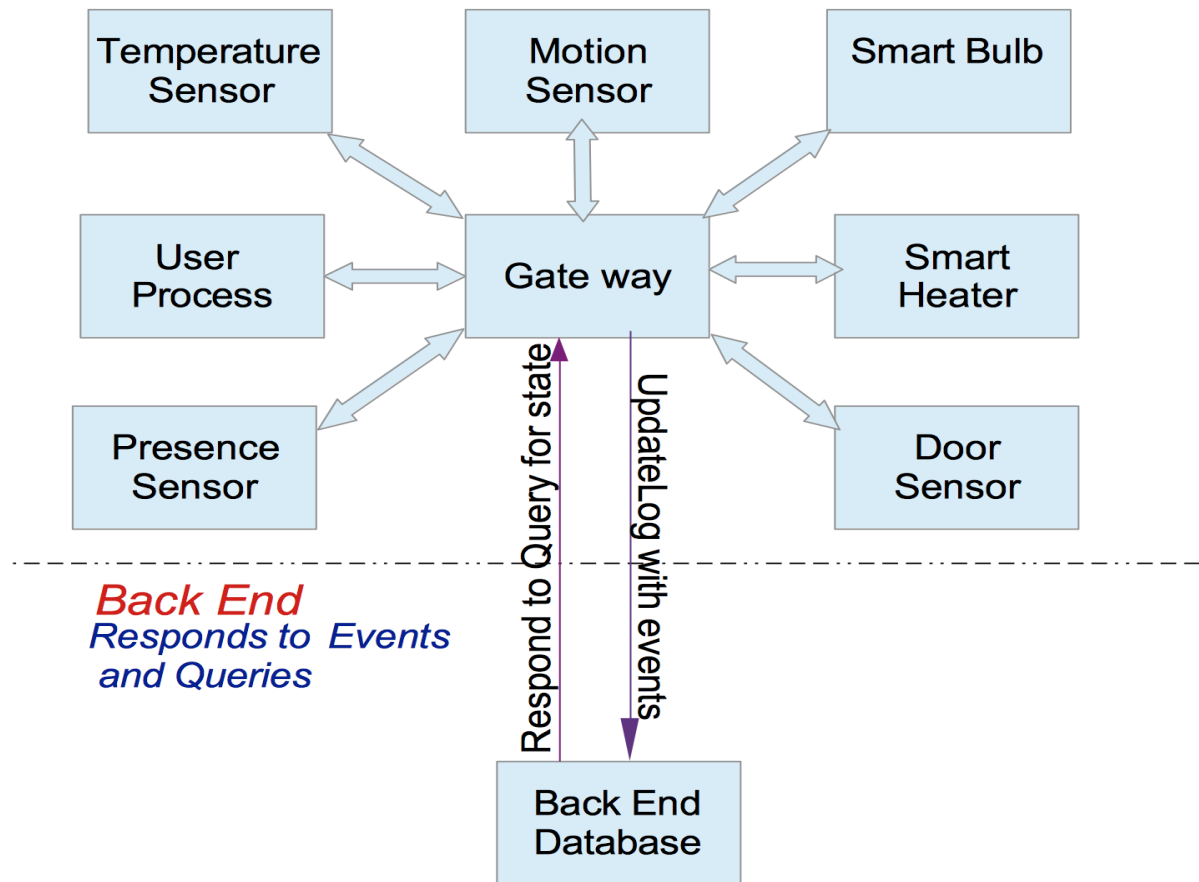 Temperature
Sensor
Motion
Sensor
Smart Bulb
User
Process
Gate way
Smart
Heater
Presence
Sensor
Door
Sensor
Respond to Query for state
UpdateLog with events
Back End
Responds to Events
and Queries
Back End
Database